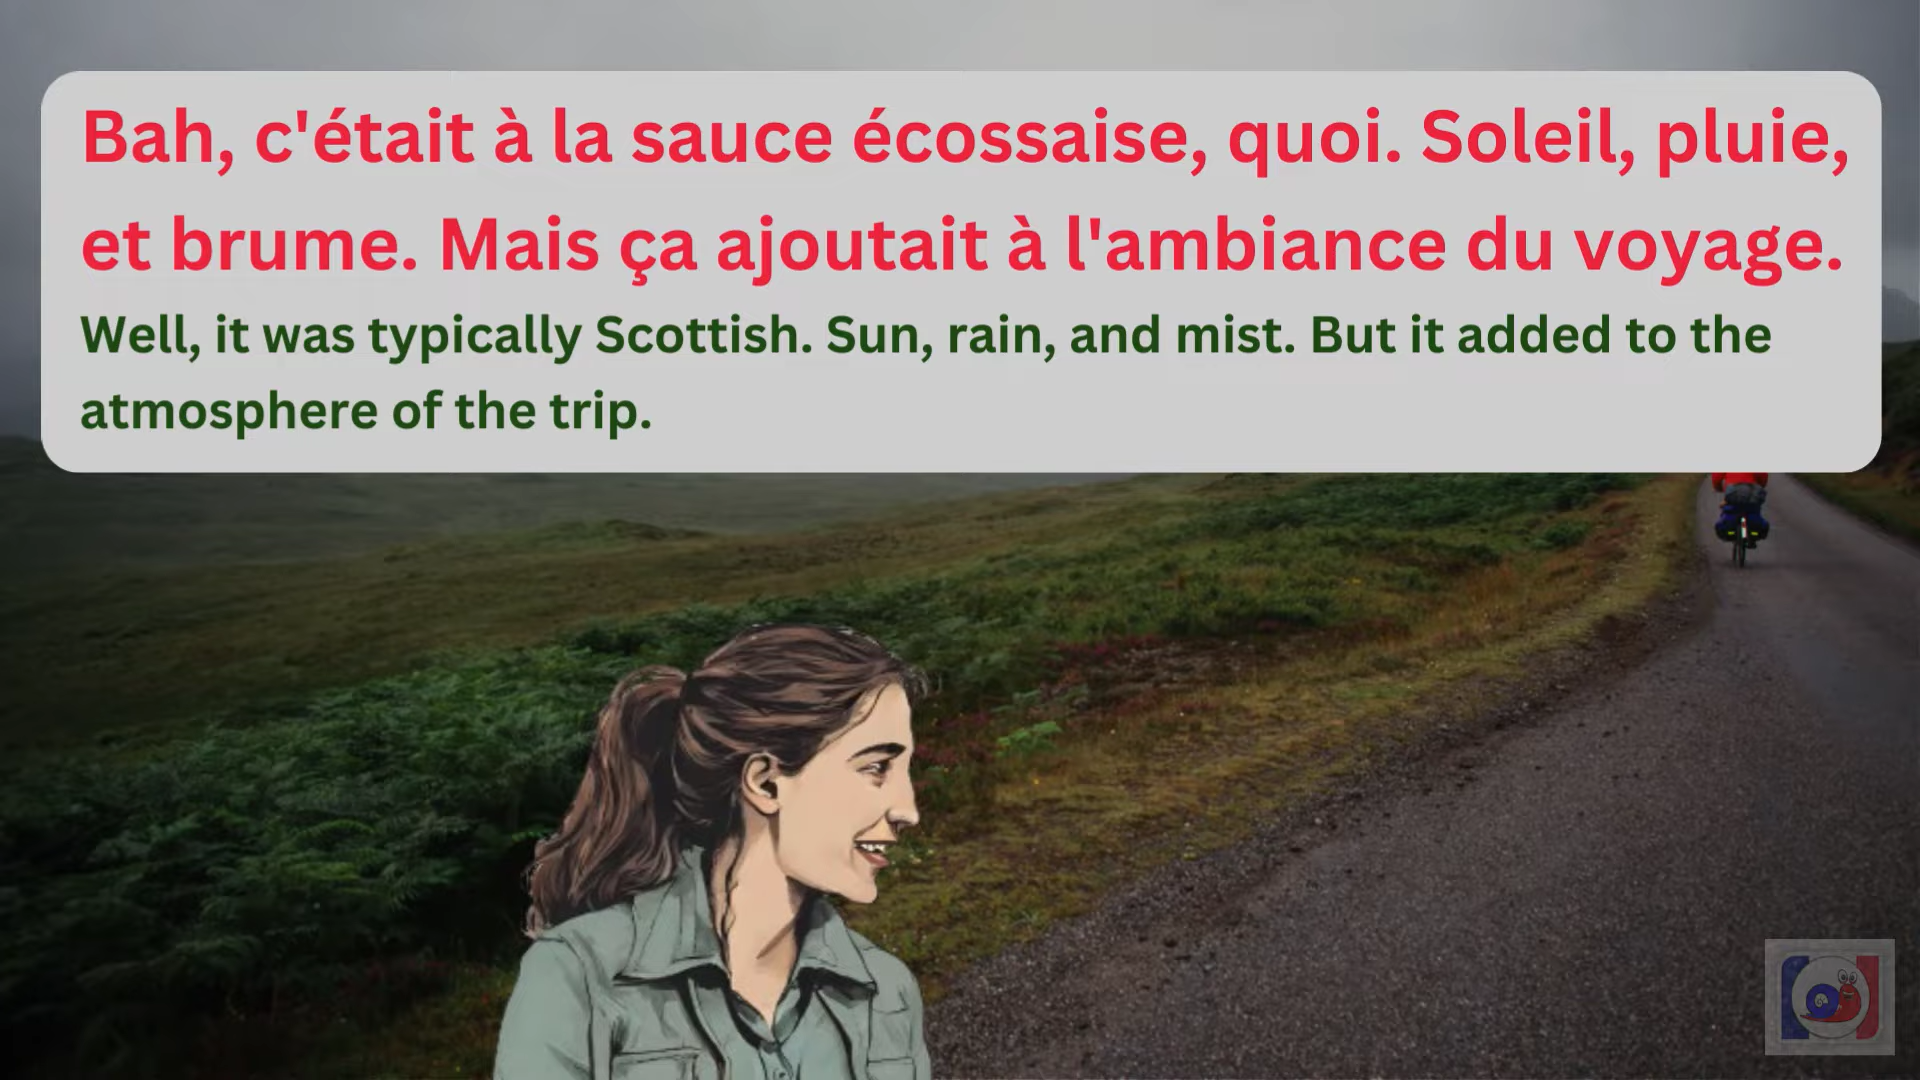 Bah, c'était à la sauce écossaise, quoi. Soleil, pluie,
et brume. Mais ça ajoutait à l'ambiance du voyage.
Well, it was typically Scottish. Sun, rain, and mist. But it added to the
atmosphere of the trip.